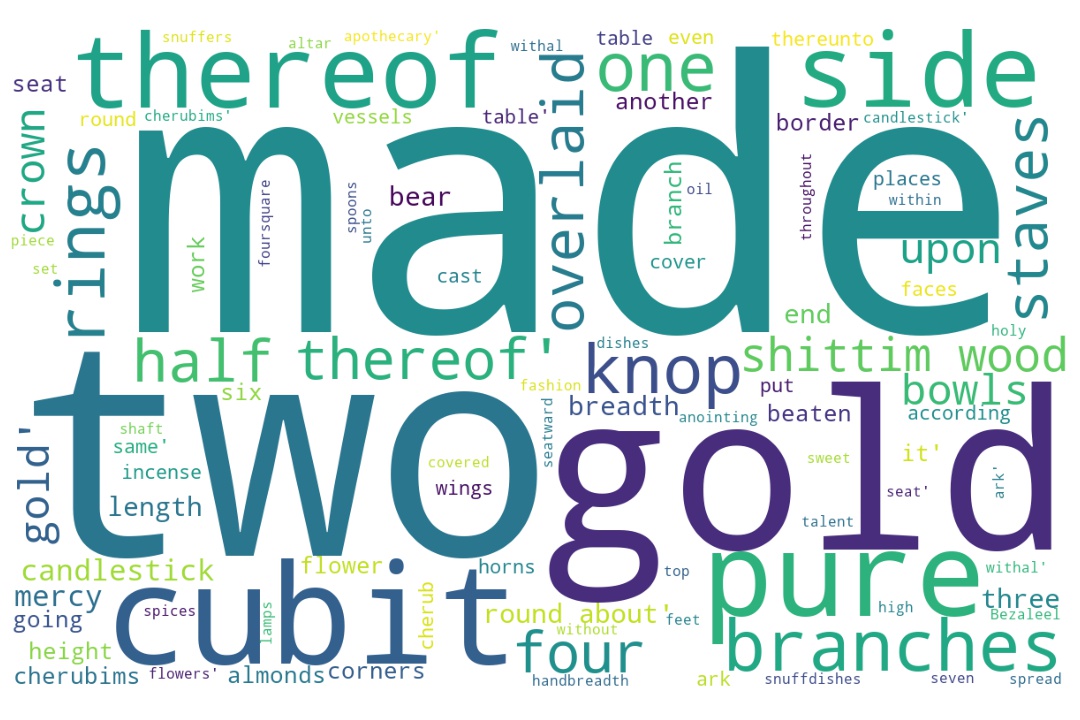 snuffers altar apothecary' withal table even thereunto
seat thereof one side
another
crown round cherubims' vessels table' overlaid border candlestick'
rings made staves
bear spoons unto foursquare work branch oil throughout places within
piece cast cover upon
set faces
end
holy
half thereof' dishes knop shittim wood
six fashion put bowls
two breadth anointing beaten according
gold' shaft same' seatward gold
covered sweet it'
incense wings seat' ark'
length talent
candlestick flower horns top pure withal'
mercy cubit cherub three
going spices lamps round about' feet high Bezaleel
without
height four branches
cherubims flowers' almonds corners handbreadth ark snuffdishes seven spread